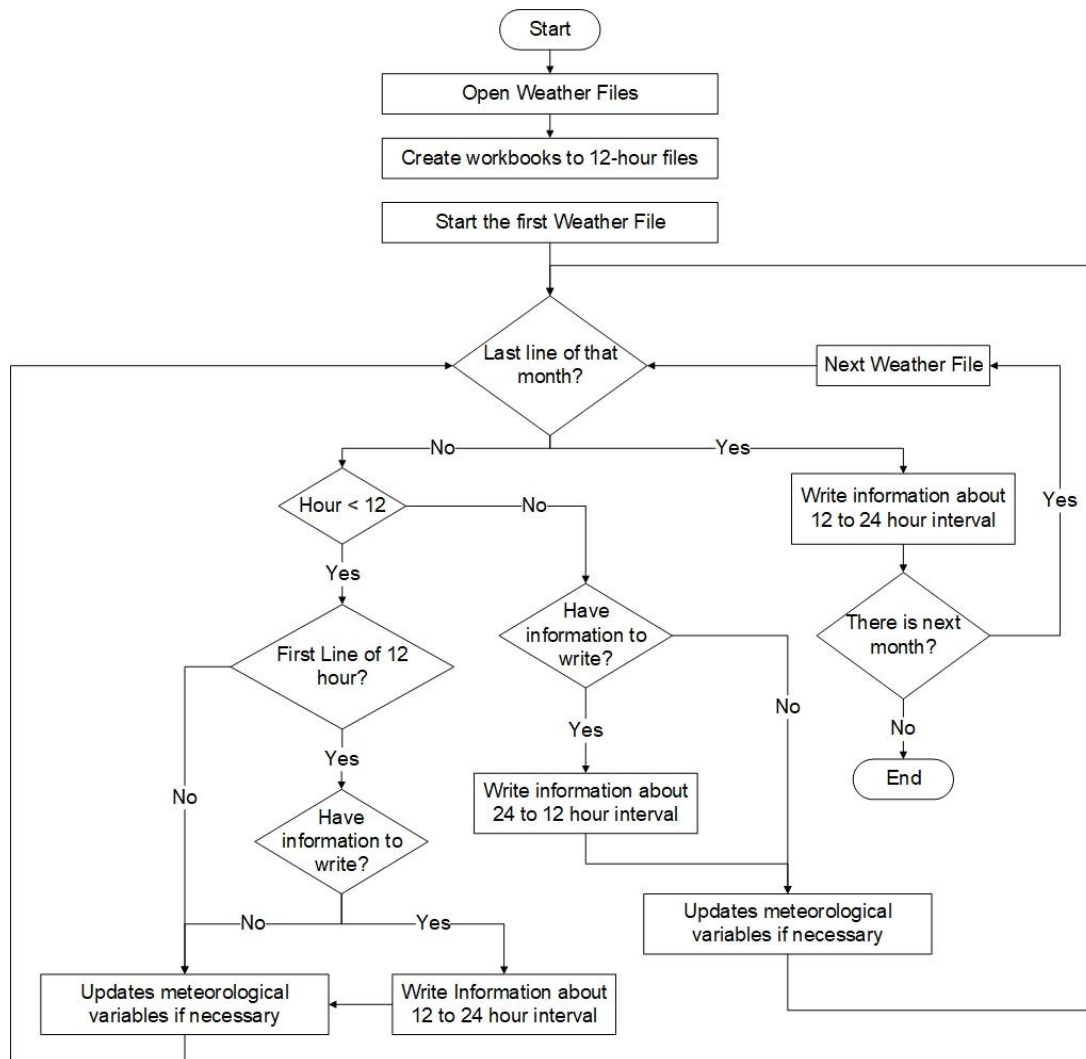 Start
Open Weather Files
Create workbooks to 12-hour files
Start the first Weather File
Last line of that
month?
Next Weather File
No
Yes
Hour < 12
No
Write information about
12 to 24 hour interval
Yes
Yes
Have
information to
write?
There is next
month?
First Line of 12
hour?
No
Yes
No
Yes
End
No
Write information about
24 to 12 hour interval
Have
information to
write?
Updates meteorological
variables if necessary
No
Yes
Updates meteorological
variables if necessary
Write Information about
12 to 24 hour interval